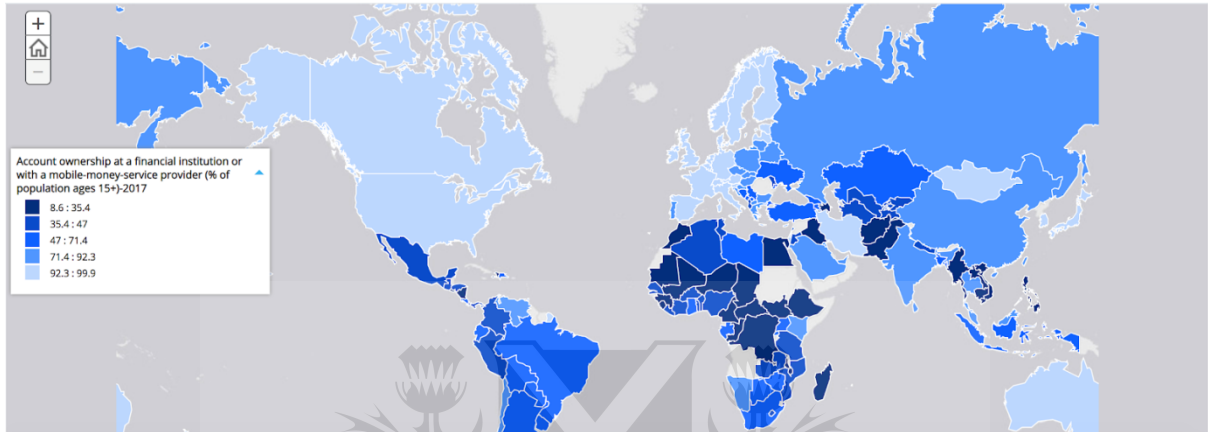 +
−
Account ownership at a financial institution or
with a mobile-money-service provider (% of
population ages 15+)-2017
8.6 : 35.4
35.4 : 47
47 : 71.4
71.4 : 92.3
92.3 : 99.9